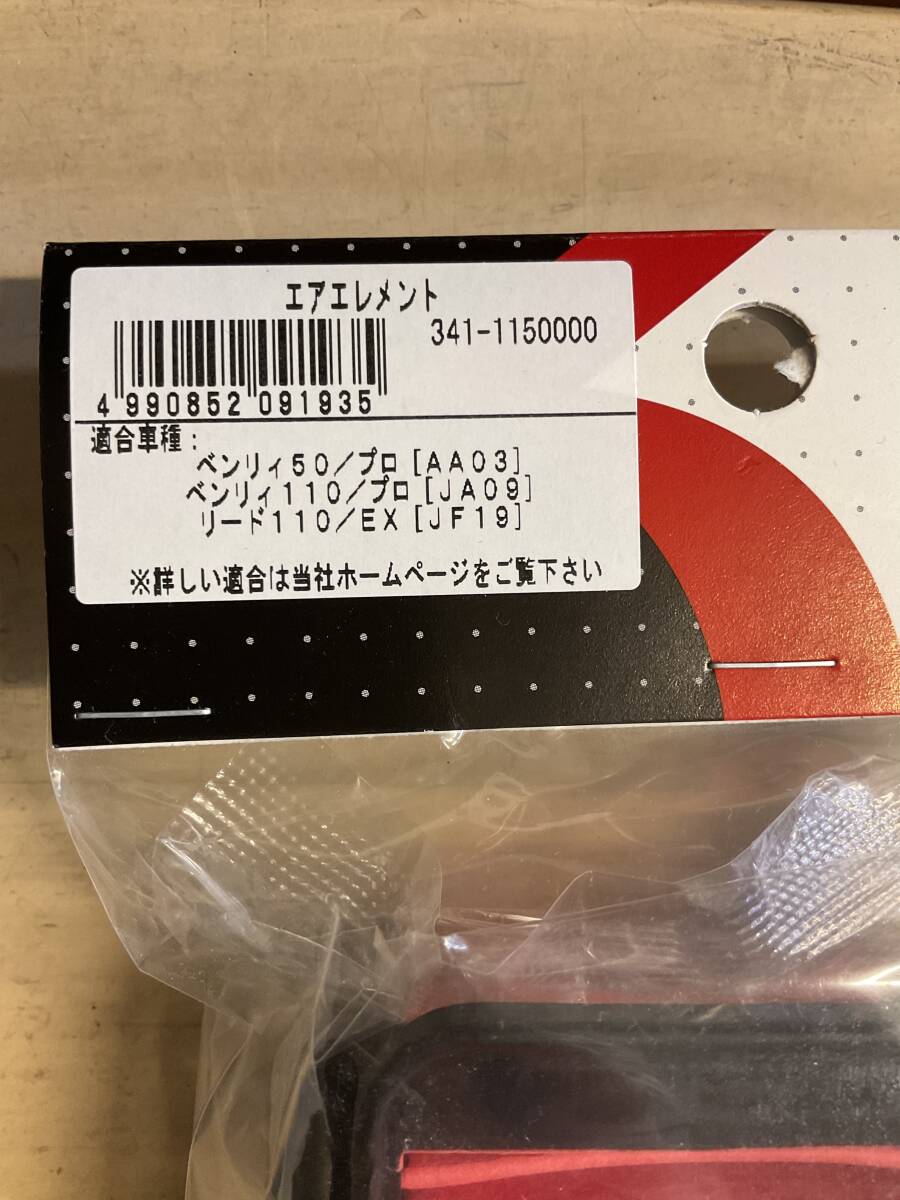 エアエレメント
341-1150000
4 990852 091935
適合車種：
ベンリィ50／プロ[AA03]
ベンリィ110／プロ[JA09]
リード110／EX[JF19]
※詳しい適合は当社ホームページをご覧下さい